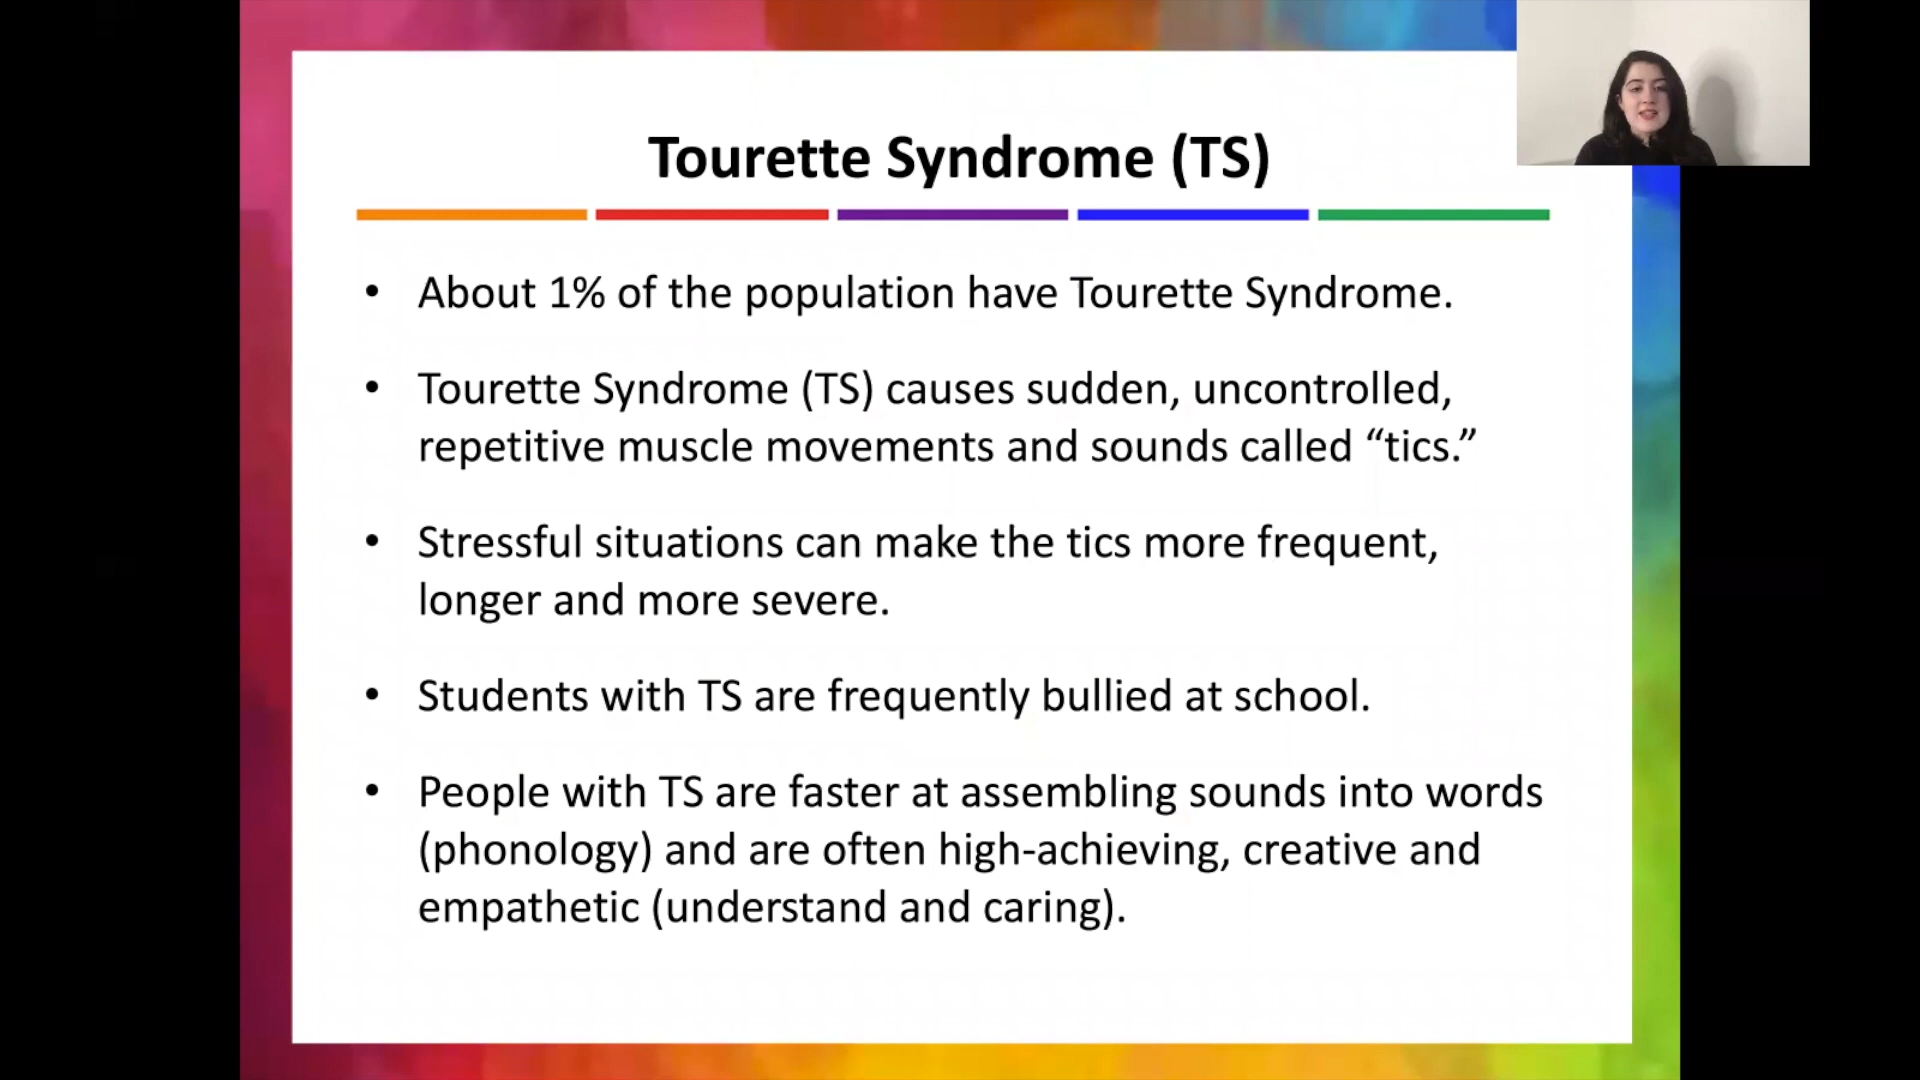 Tourette Syndrome (TS)
• About 1% of the population have Tourette Syndrome.
• Tourette Syndrome (TS) causes sudden, uncontrolled,
repetitive muscle movements and sounds called “tics.”
• Stressful situations can make the tics more frequent,
longer and more severe.
• Students with TS are frequently bullied at school.
• People with TS are faster at assembling sounds into words
(phonology) and are often high-achieving, creative and
empathetic (understand and caring).